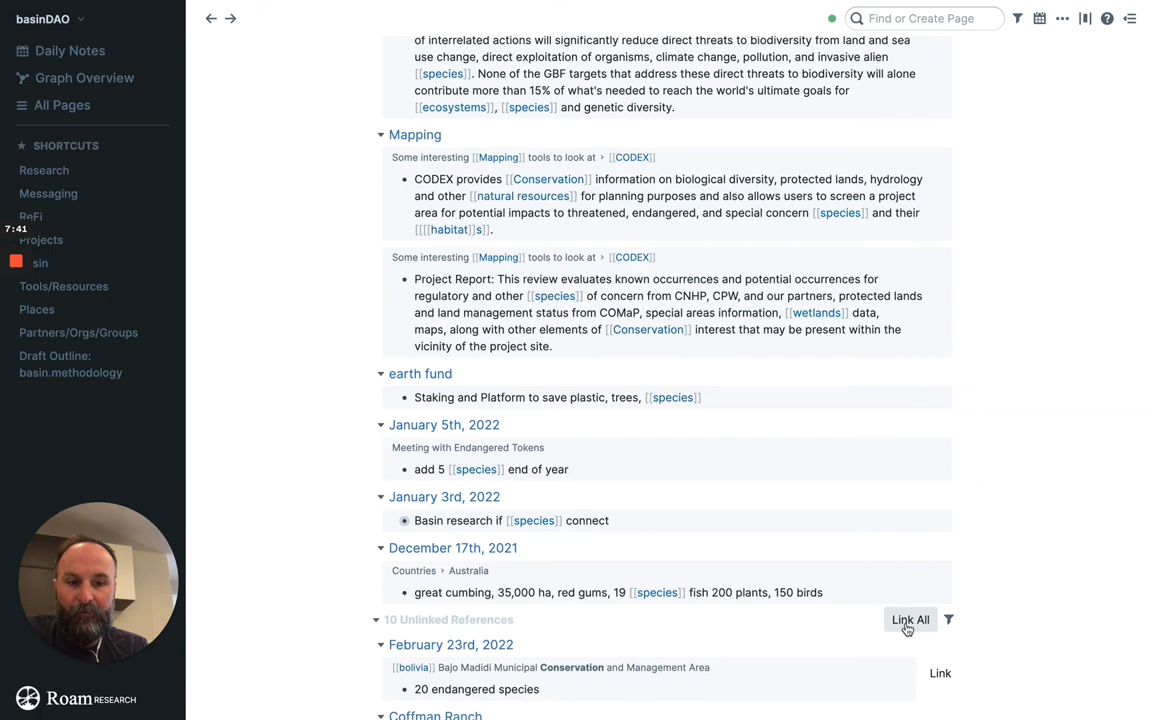 basinDAO
Find or Create Page
Daily Notes
Graph Overview
All Pages
SHORTCUTS
Research
Messaging
ReFi
7:41
Projects
sin
Tools/Resources
Places
Partners/Orgs/Groups
Draft Outline:
basin.methodology
Roam RESEARCH
of interrelated actions will significantly reduce direct threats to biodiversity from land and sea
use change, direct exploitation of organisms, climate change, pollution, and invasive alien
[[species]]. None of the GBF targets that address these direct threats to biodiversity will alone
contribute more than 15% of what's needed to reach the world's ultimate goals for
[[ecosystems]], [[species]] and genetic diversity.
Mapping
Some interesting [[Mapping]] tools to look at › [[CODEX]]
CODEX provides [[Conservation]] information on biological diversity, protected lands, hydrology
and other [[natural resources]] for planning purposes and also allows users to screen a project
area for potential impacts to threatened, endangered, and special concern [[species]] and their
[[[[habitat]]s]].
Some interesting [[Mapping]] tools to look at › [[CODEX]]
Project Report: This review evaluates known occurrences and potential occurrences for
regulatory and other [[species]] of concern from CNHP, CPW, and our partners, protected lands
and land management status from COMaP, special areas information, [[wetlands]] data,
maps, along with other elements of [[Conservation]] interest that may be present within the
vicinity of the project site.
earth fund
Staking and Platform to save plastic, trees, [[species]]
January 5th, 2022
Meeting with Endangered Tokens
add 5 [[species]] end of year
January 3rd, 2022
Basin research if [[species]] connect
December 17th, 2021
Countries › Australia
great cumbing, 35,000 ha, red gums, 19 [[species]] fish 200 plants, 150 birds
10 Unlinked References
Link All
February 23rd, 2022
[[bolivia]] Bajo Madidi Municipal Conservation and Management Area
Link
20 endangered species
Coffman Ranch